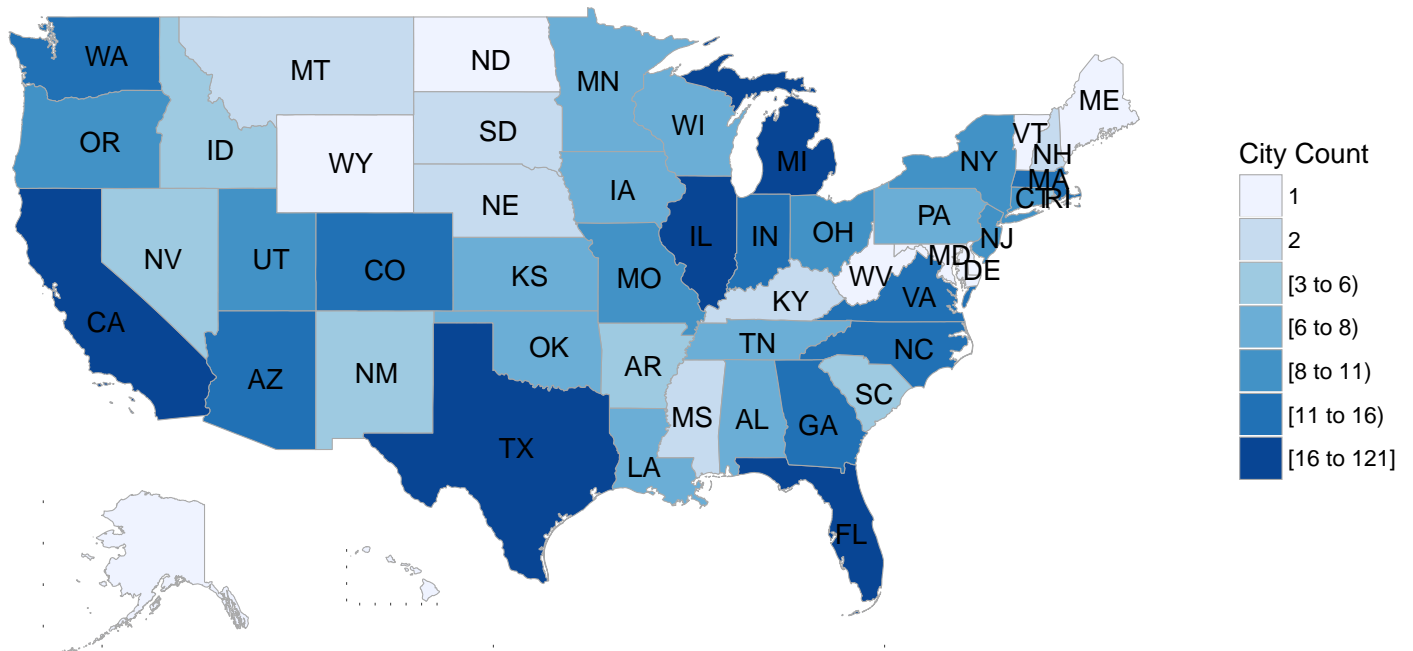 WA
MT
ND
MN
ME
OR
ID
WY
SD
WI
MI
NY
VT
NH
MA
CT
RI
NE
IA
PA
NV
UT
CO
KS
MO
IL
IN
OH
NJ
MD
DE
WV
KY
VA
CA
AZ
NM
OK
AR
TN
NC
TX
LA
MS
AL
GA
SC
FL
City Count
1
2
[3 to 6)
[6 to 8)
[8 to 11)
[11 to 16)
[16 to 121]